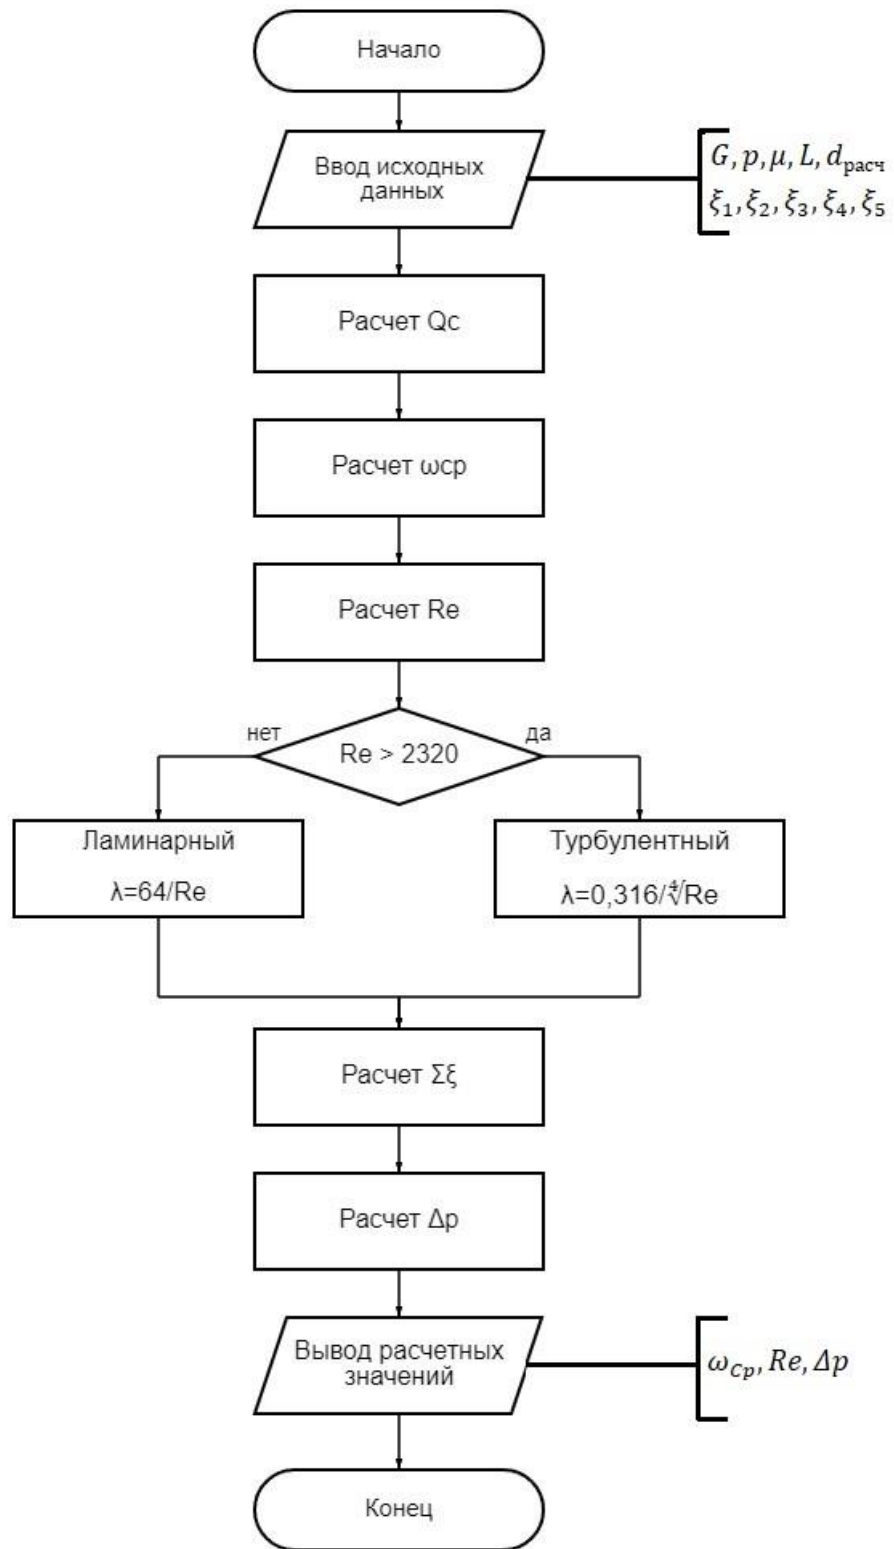 Начало
Ввод исходных
данных
G, p, μ, L, dрасч
ξ₁, ξ₂, ξ₃, ξ₄, ξ₅
Расчет Qc
Расчет ωср
Расчет Re
нет
Re > 2320
да
Ламинарный
λ=64/Re
Турбулентный
λ=0,316/∜Re
Расчет Σξ
Расчет Δp
Вывод расчетных
значений
ωCp, Re, Δp
Конец